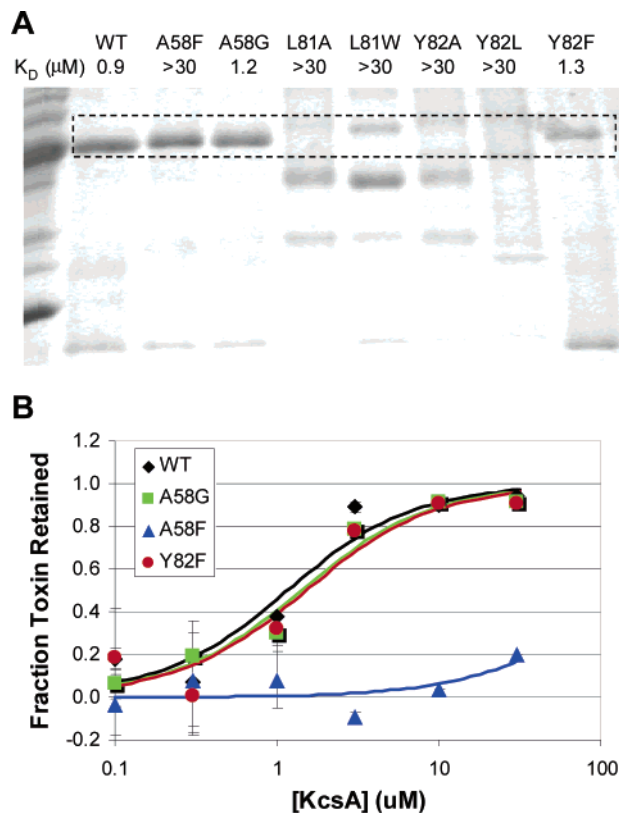 A
WT A58F A58G L81A L81W Y82A Y82L Y82F
K_D (μM) 0.9 >30 1.2 >30 >30 >30 >30 1.3
B
1.2
1.0
0.8
0.6
0.4
0.2
0.0
-0.2
Fraction Toxin Retained
WT
A58G
A58F
Y82F
0.1 1 10 100
[KcsA] (uM)